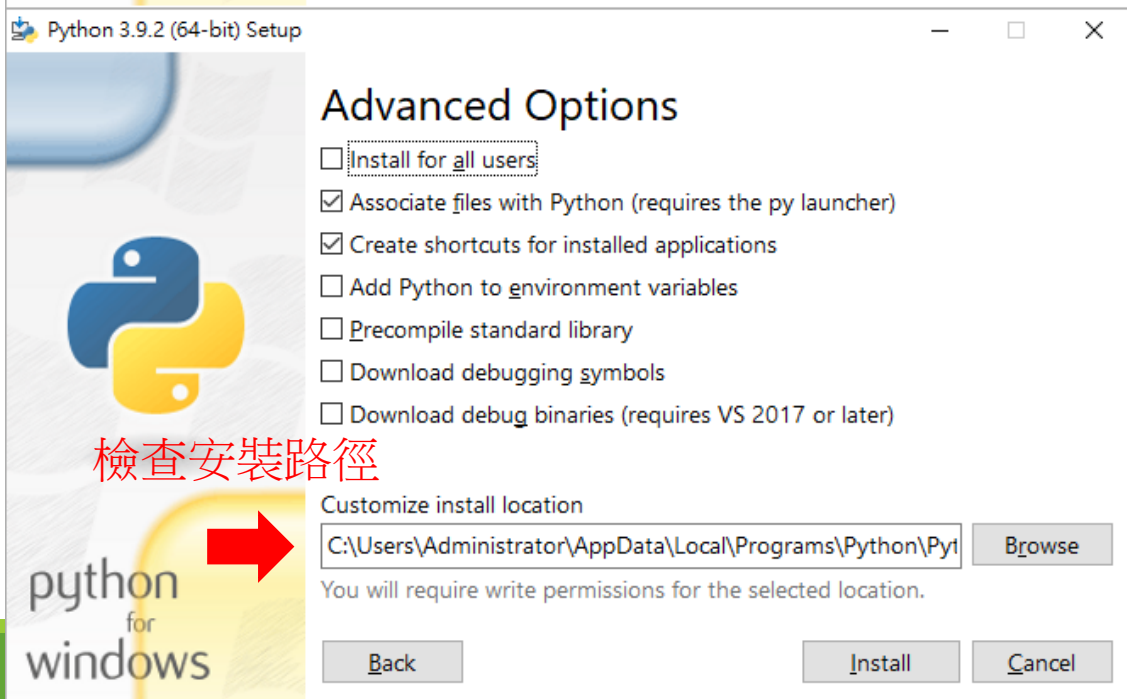 Python 3.9.2 (64-bit) Setup
Advanced Options
Install for all users
Associate files with Python (requires the py launcher)
Create shortcuts for installed applications
Add Python to environment variables
Precompile standard library
Download debugging symbols
Download debug binaries (requires VS 2017 or later)
檢查安裝路徑
Customize install location
C:\Users\Administrator\AppData\Local\Programs\Python\Pyt
Browse
You will require write permissions for the selected location.
python
for
windows
Back
Install
Cancel